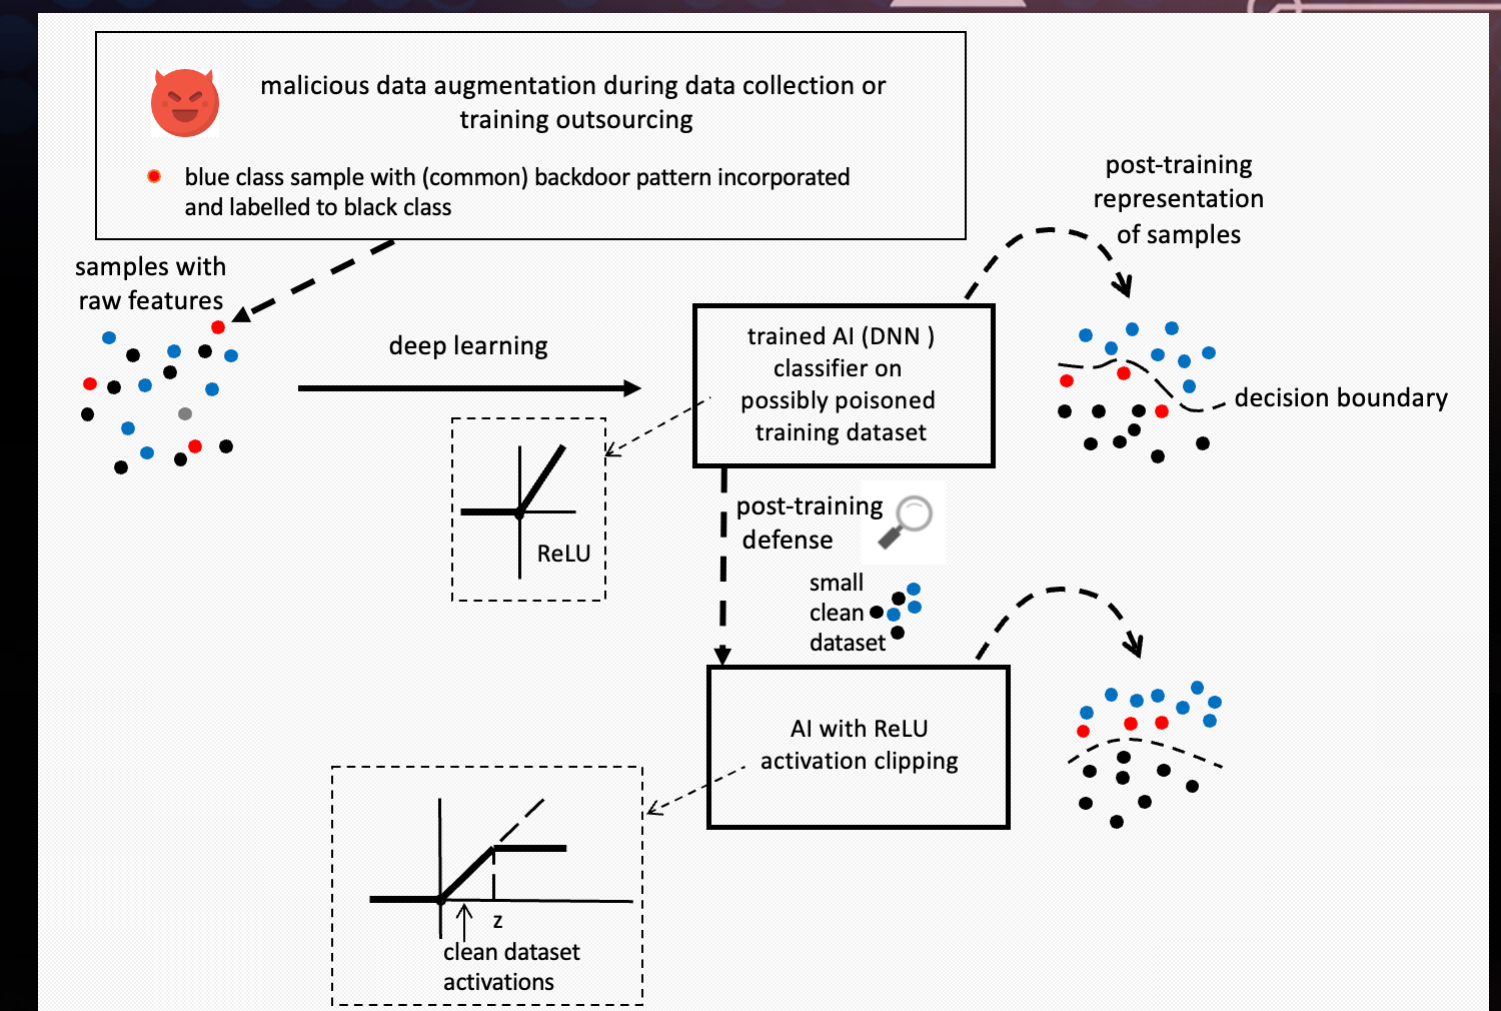 malicious data augmentation during data collection or
training outsourcing
blue class sample with (common) backdoor pattern incorporated
and labelled to black class
samples with
raw features
deep learning
ReLU
trained AI (DNN )
classifier on
possibly poisoned
training dataset
post-training
representation
of samples
decision boundary
post-training
defense
small
clean
dataset
AI with ReLU
activation clipping
z
clean dataset
activations